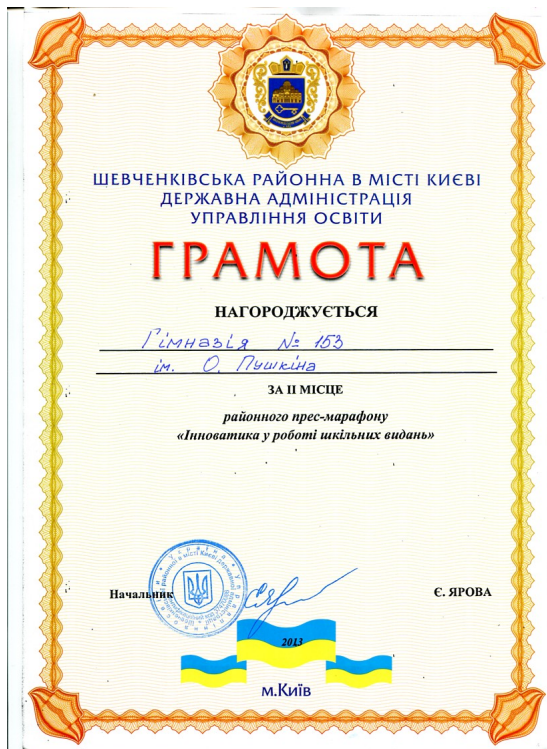 ШЕВЧЕНКІВСЬКА РАЙОННА В МІСТІ КИЄВІ
ДЕРЖАВНА АДМІНІСТРАЦІЯ
УПРАВЛІННЯ ОСВІТИ
ГРАМОТА
НАГОРОДЖУЄТЬСЯ
Гімназія № 153
ім. О. Пушкіна
ЗА ІІ МІСЦЕ
районного прес-марафону
«Інноватика у роботі шкільних видань»
Начальник
Є. ЯРОВА
2013
м.Київ